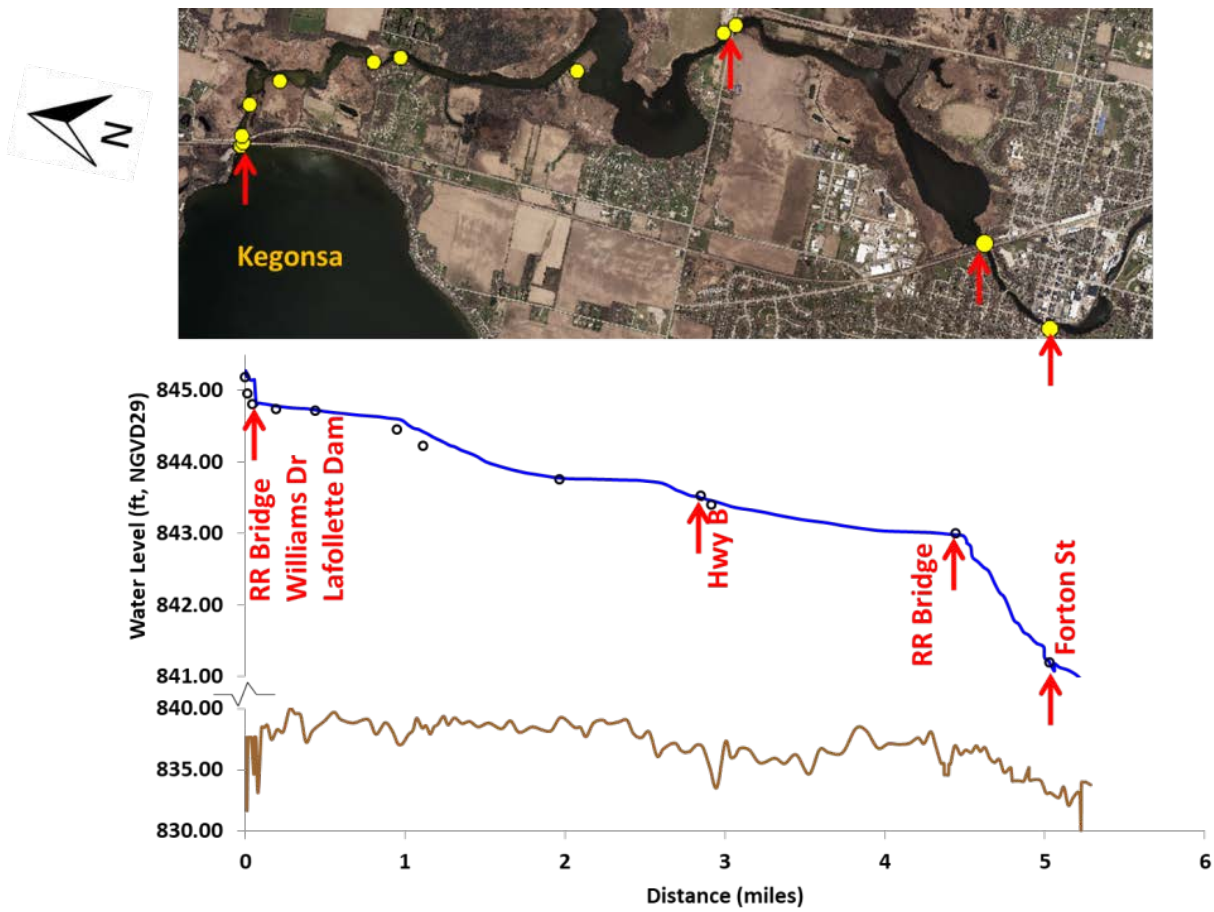 N
Kegonsa
Water Level (ft, NGVD29)
845.00
844.00
843.00
842.00
841.00
840.00
835.00
830.00
RR Bridge
Williams Dr
Lafollette Dam
Hwy B
RR Bridge
Forton St
0 1 2 3 4 5 6
Distance (miles)